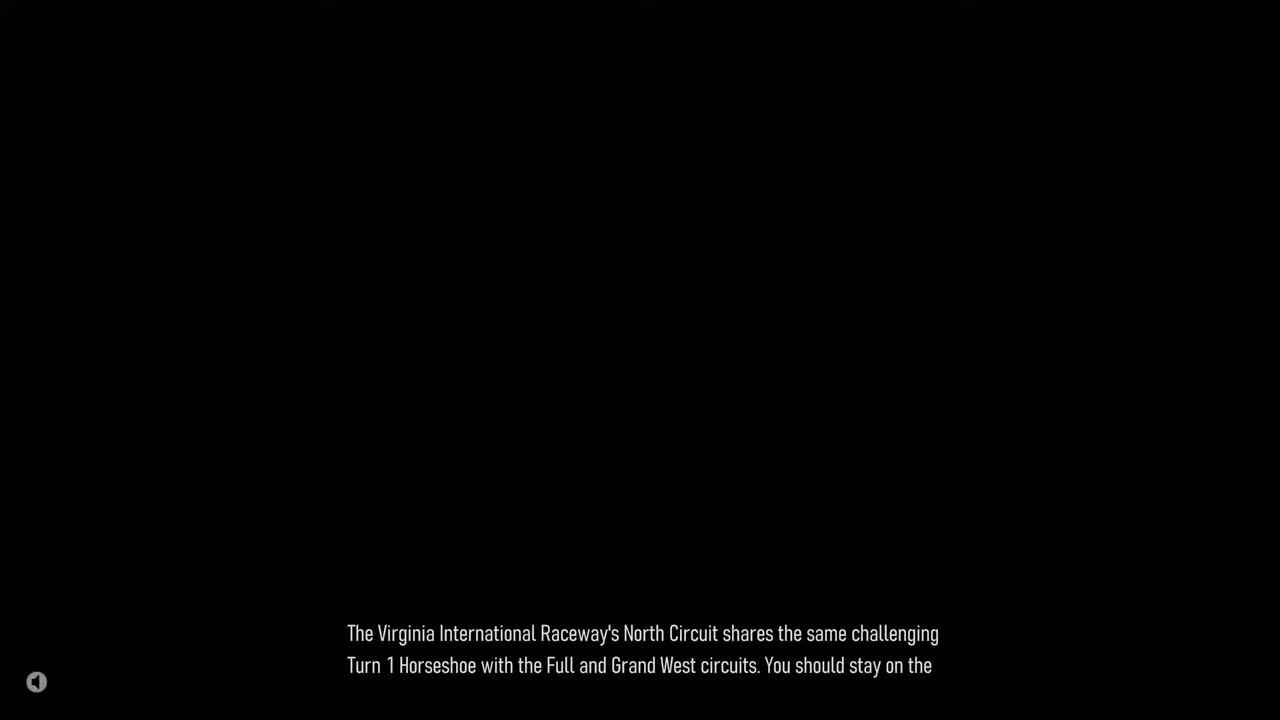 The Virginia International Raceway's North Circuit shares the same challenging
Turn 1 Horseshoe with the Full and Grand West circuits. You should stay on the